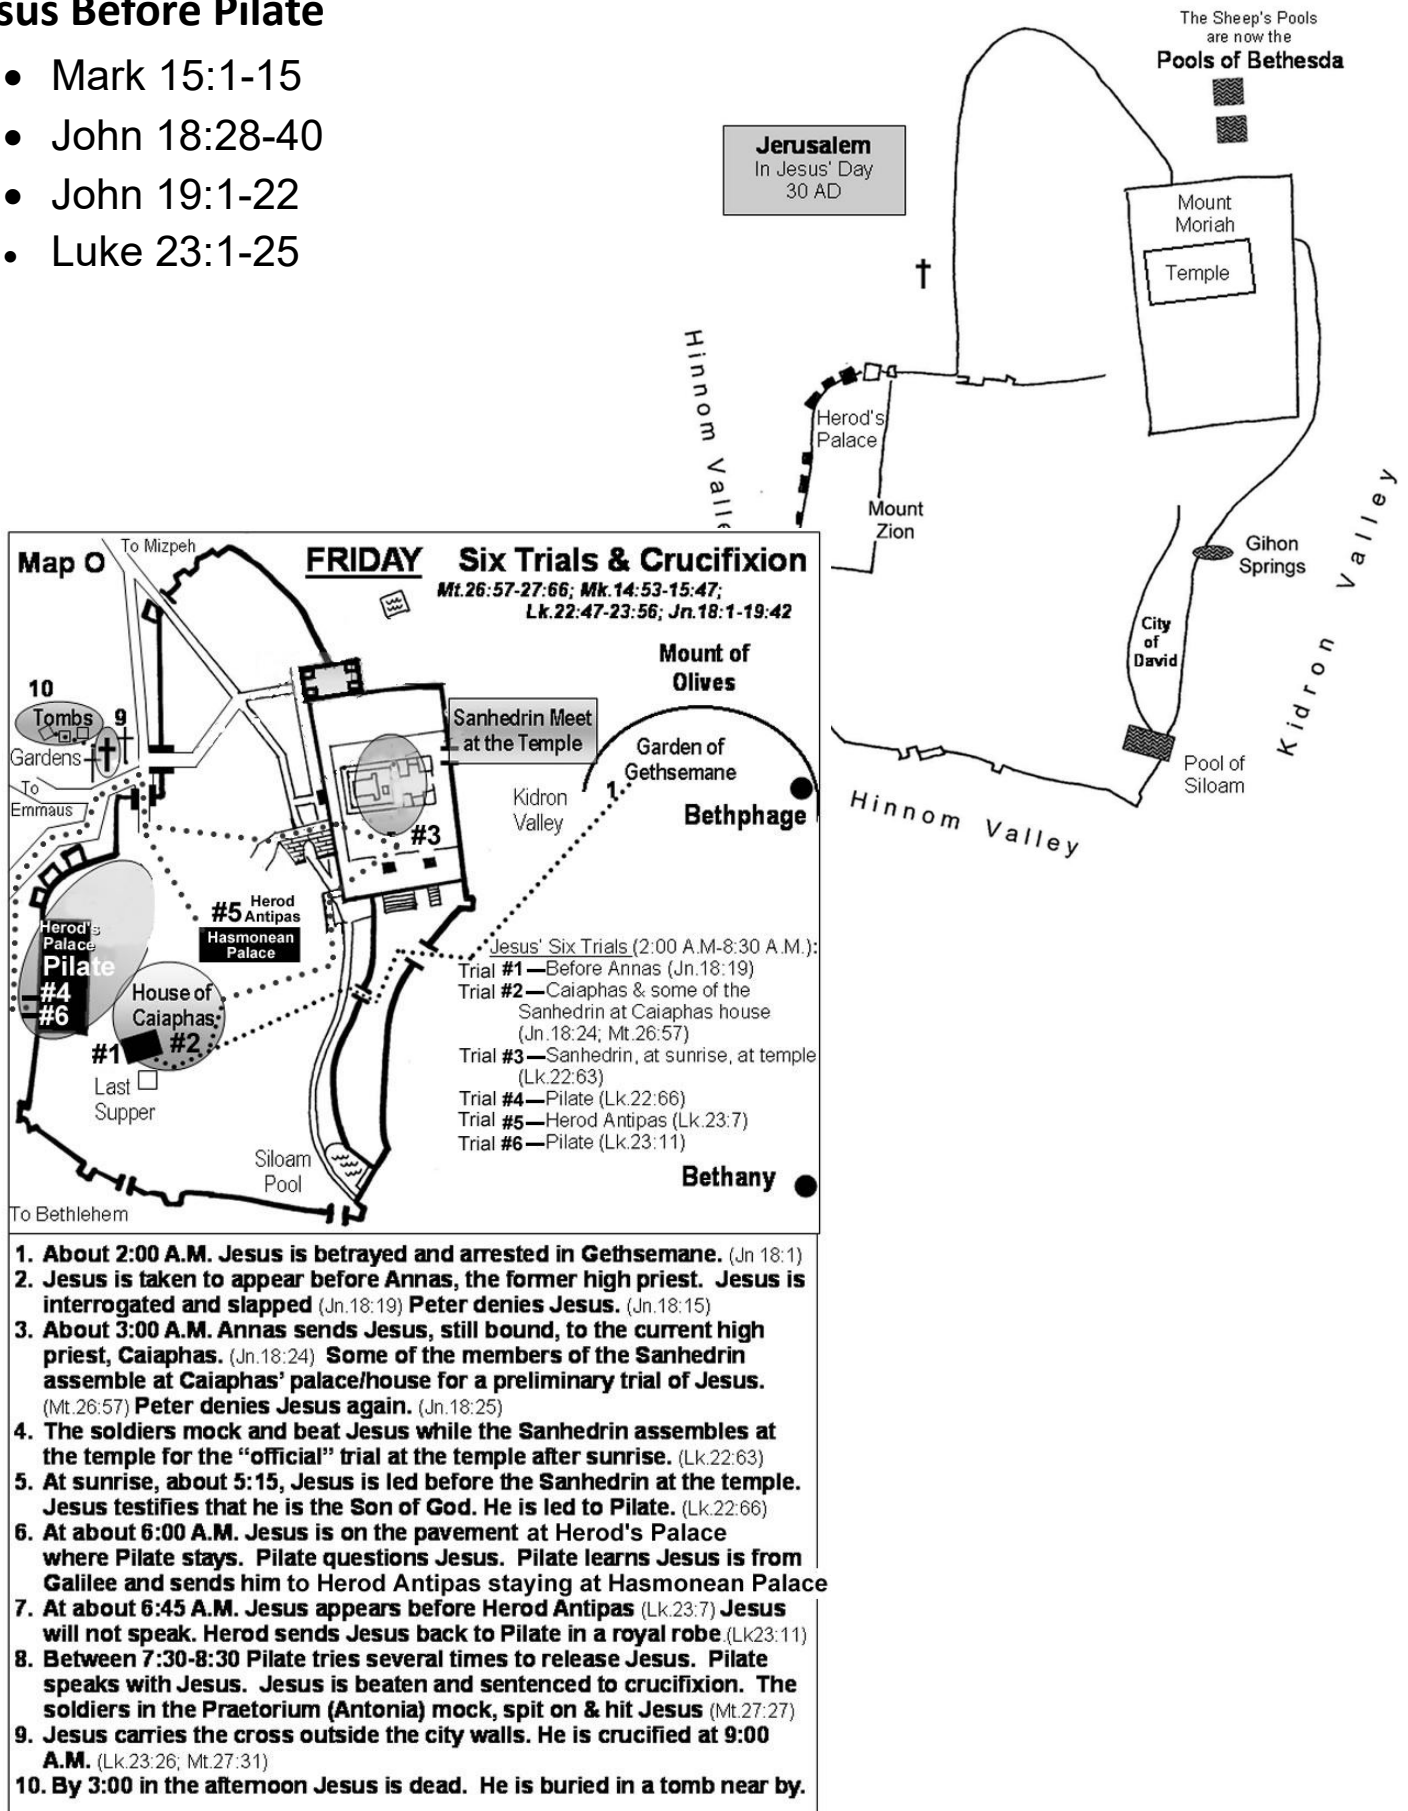 sus Before Pilate
• Mark 15:1-15
• John 18:28-40
• John 19:1-22
• Luke 23:1-25
The Sheep's Pools
are now the
Pools of Bethesda
Jerusalem
In Jesus' Day
30 AD
Mount
Moriah
Temple
†
Hinnom Valle
Herod's
Palace
Mount
Zion
Gihon
Springs
City
of
David
Kidron Valley
Pool of
Siloam
Hinnom Valley
Map O
To Mizpeh
FRIDAY Six Trials & Crucifixion
Mt.26:57-27:66; Mk.14:53-15:47;
Lk.22:47-23:56; Jn.18:1-19:42
Mount of
Olives
10
Tombs
9
Gardens
To
Emmaus
Sanhedrin Meet
at the Temple
Garden of
Gethsemane
1
Kidron
Valley
Bethphage
#3
#5 Herod
Antipas
Hasmonean
Palace
Herod's
Palace
Pilate
#4
#6
House of
Caiaphas
#1
#2
Last
Supper
Siloam
Pool
To Bethlehem
Jesus' Six Trials (2:00 A.M-8:30 A.M.):
Trial #1—Before Annas (Jn.18:19)
Trial #2—Caiaphas & some of the
Sanhedrin at Caiaphas house
(Jn.18:24; Mt.26:57)
Trial #3—Sanhedrin, at sunrise, at temple
(Lk.22:63)
Trial #4—Pilate (Lk.22:66)
Trial #5—Herod Antipas (Lk.23:7)
Trial #6—Pilate (Lk.23:11)
Bethany
1. About 2:00 A.M. Jesus is betrayed and arrested in Gethsemane. (Jn 18:1)
2. Jesus is taken to appear before Annas, the former high priest. Jesus is
interrogated and slapped (Jn.18:19) Peter denies Jesus. (Jn.18:15)
3. About 3:00 A.M. Annas sends Jesus, still bound, to the current high
priest, Caiaphas. (Jn.18:24) Some of the members of the Sanhedrin
assemble at Caiaphas’ palace/house for a preliminary trial of Jesus.
(Mt.26:57) Peter denies Jesus again. (Jn.18:25)
4. The soldiers mock and beat Jesus while the Sanhedrin assembles at
the temple for the “official” trial at the temple after sunrise. (Lk.22:63)
5. At sunrise, about 5:15, Jesus is led before the Sanhedrin at the temple.
Jesus testifies that he is the Son of God. He is led to Pilate. (Lk.22:66)
6. At about 6:00 A.M. Jesus is on the pavement at Herod's Palace
where Pilate stays. Pilate questions Jesus. Pilate learns Jesus is from
Galilee and sends him to Herod Antipas staying at Hasmonean Palace
7. At about 6:45 A.M. Jesus appears before Herod Antipas (Lk.23:7) Jesus
will not speak. Herod sends Jesus back to Pilate in a royal robe.(Lk23:11)
8. Between 7:30-8:30 Pilate tries several times to release Jesus. Pilate
speaks with Jesus. Jesus is beaten and sentenced to crucifixion. The
soldiers in the Praetorium (Antonia) mock, spit on & hit Jesus (Mt.27:27)
9. Jesus carries the cross outside the city walls. He is crucified at 9:00
A.M. (Lk.23:26; Mt.27:31)
10. By 3:00 in the afternoon Jesus is dead. He is buried in a tomb near by.